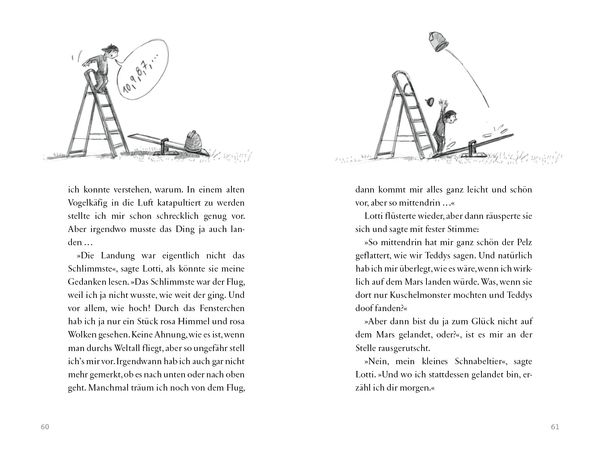 10, 9, 8, 7, ...
ich konnte verstehen, warum. In einem alten
Vogelkäfig in die Luft katapultiert zu werden
stellte ich mir schon schrecklich genug vor.
Aber irgendwo musste das Ding ja auch lan-
den …
»Die Landung war eigentlich nicht das
Schlimmste«, sagte Lotti, als könnte sie meine
Gedanken lesen. »Das Schlimmste war der Flug,
weil ich ja nicht wusste, wie weit der ging. Und
vor allem, wie hoch! Durch das Fensterchen
hab ich ja nur ein Stück rosa Himmel und rosa
Wolken gesehen. Keine Ahnung, wie es ist, wenn
man durchs Weltall fliegt, aber so ungefähr stell
ich’s mir vor. Irgendwann hab ich auch gar nicht
mehr gemerkt, ob es nach unten oder nach oben
geht. Manchmal träum ich noch von dem Flug,
60
dann kommt mir alles ganz leicht und schön
vor, aber so mittendrin …«
Lotti flüsterte wieder, aber dann räusperte sie
sich und sagte mit fester Stimme:
»So mittendrin hat mir ganz schön der Pelz
geflattert, wie wir Teddys sagen. Und natürlich
hab ich mir überlegt, wie es wäre, wenn ich wirk-
lich auf dem Mars landen würde. Was, wenn sie
dort nur Kuschelmonster mochten und Teddys
doof fanden?«
»Aber dann bist du ja zum Glück nicht auf
dem Mars gelandet, oder?«, ist es mir an der
Stelle rausgerutscht.
»Nein, mein kleines Schnabeltier«, sagte
Lotti. »Und wo ich stattdessen gelandet bin, er-
zähl ich dir morgen.«
61